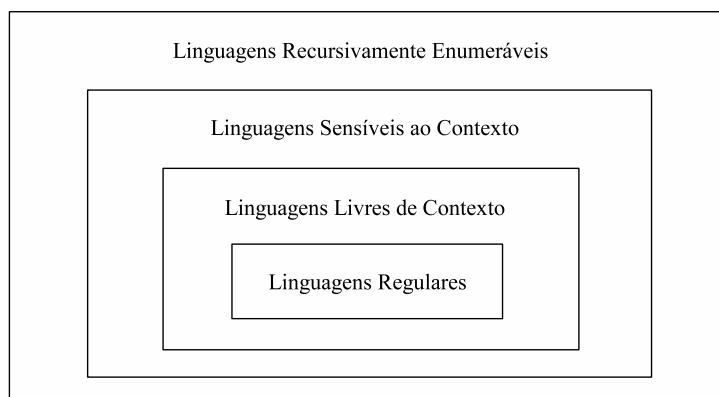 Linguagens Recursivamente Enumeráveis
Linguagens Sensíveis ao Contexto
Linguagens Livres de Contexto
Linguagens Regulares